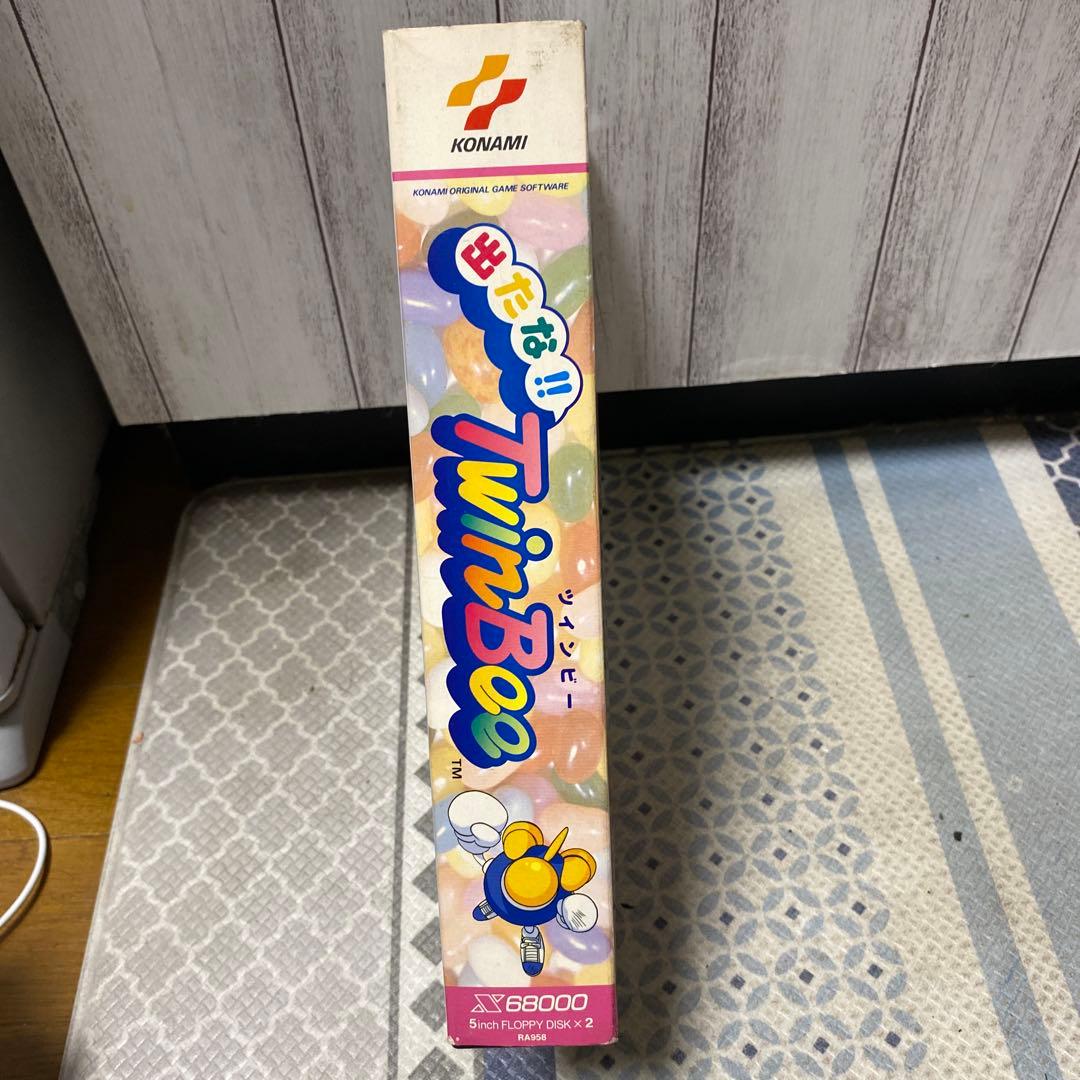 KONAMI
KONAMI ORIGINAL GAME SOFTWARE
出たな!!
TwinBee
ツインビー
TM
X68000
5inch FLOPPY DISK × 2
RA958